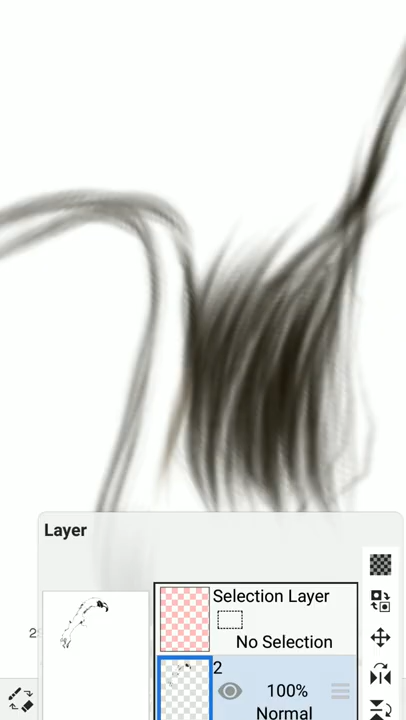 Layer
Selection Layer
No Selection
2
2
100%
Normal